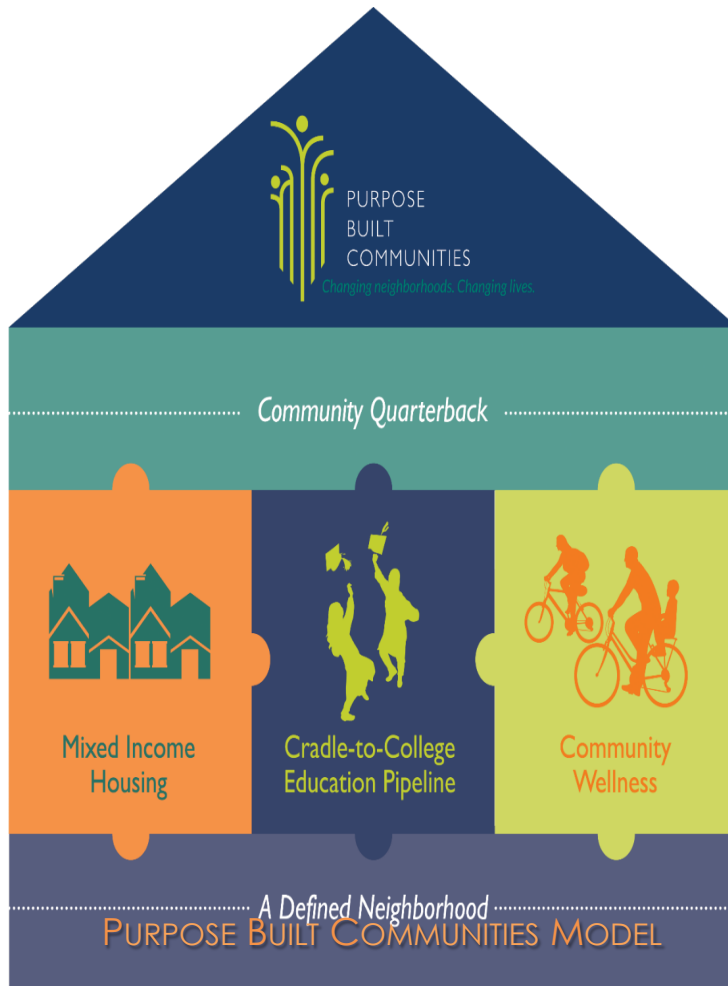 PURPOSE
BUILT
COMMUNITIES
Changing neighborhoods. Changing lives.
Community Quarterback
Mixed Income
Housing
Cradle-to-College
Education Pipeline
Community
Wellness
A Defined Neighborhood
PURPOSE BUILT COMMUNITIES MODEL